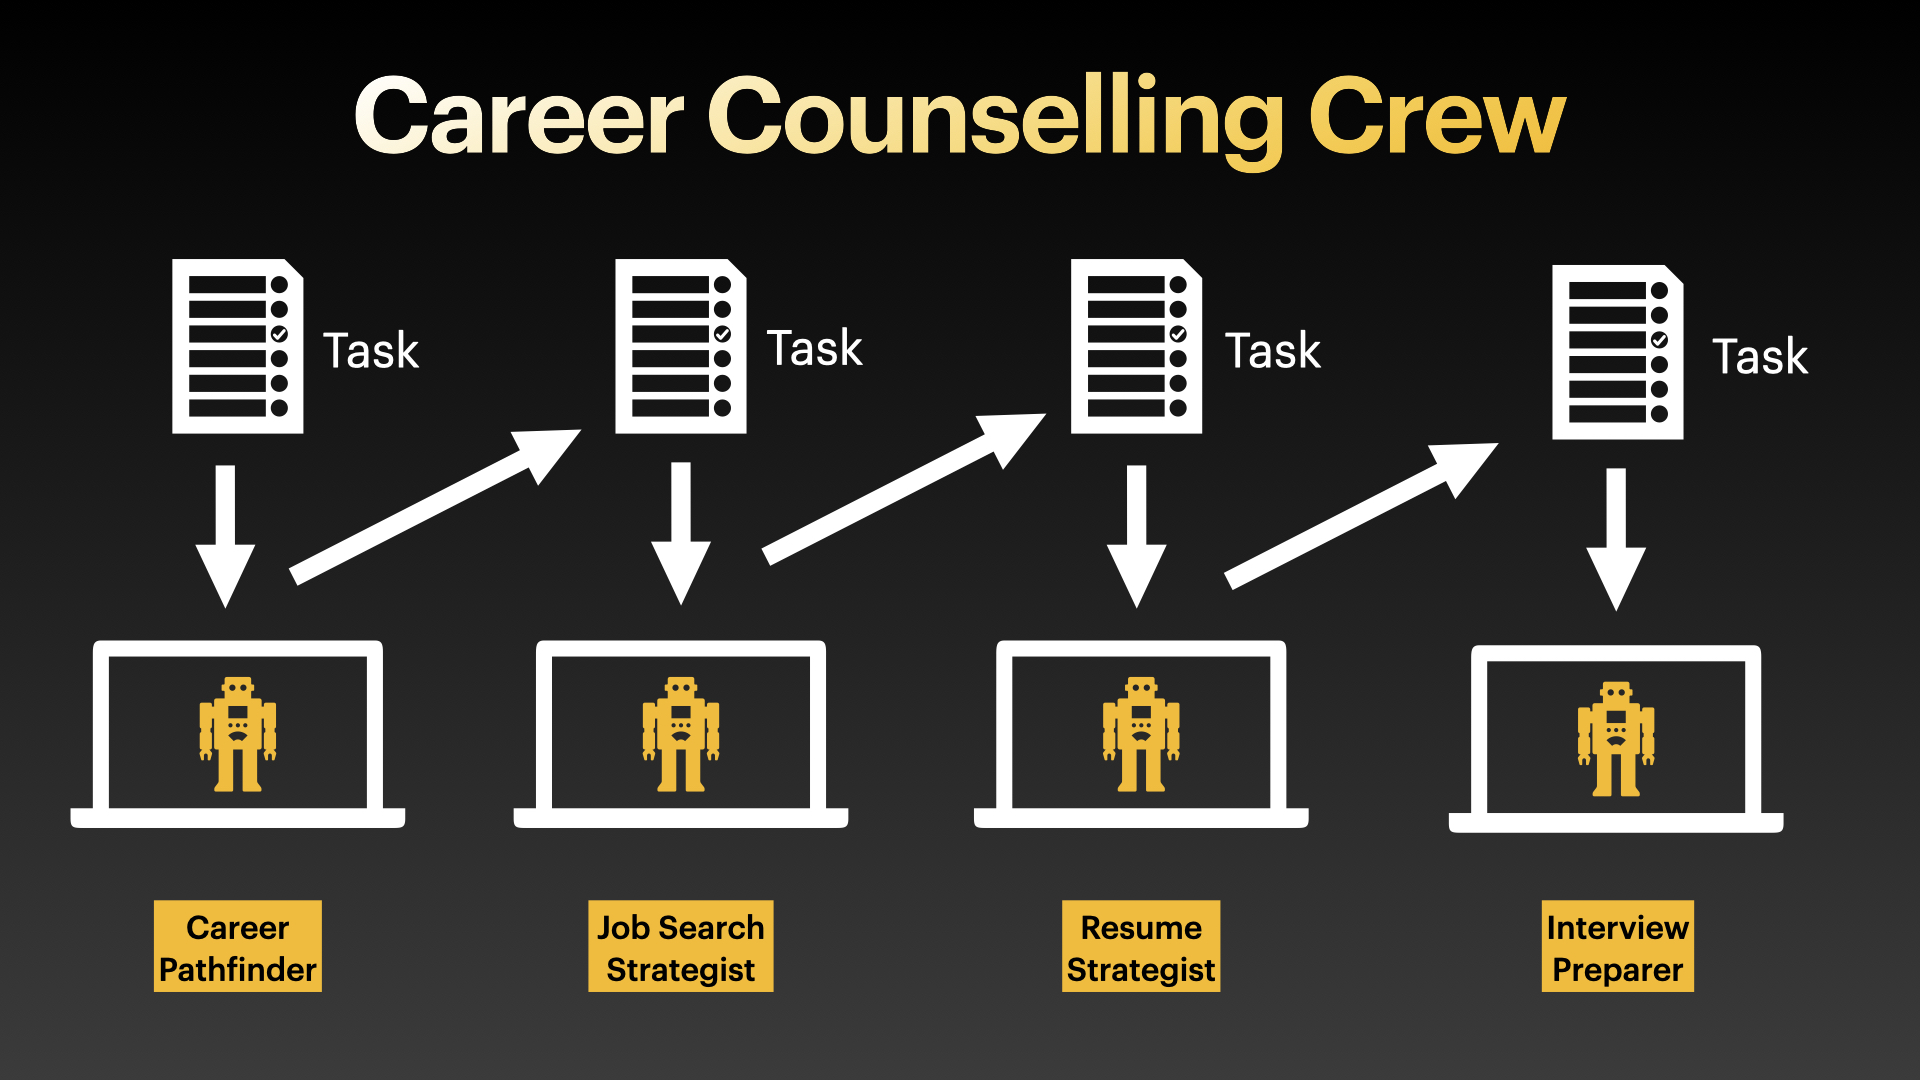 Career Counselling Crew
Task
Task
Task
Task
Career
Pathfinder
Job Search
Strategist
Resume
Strategist
Interview
Preparer